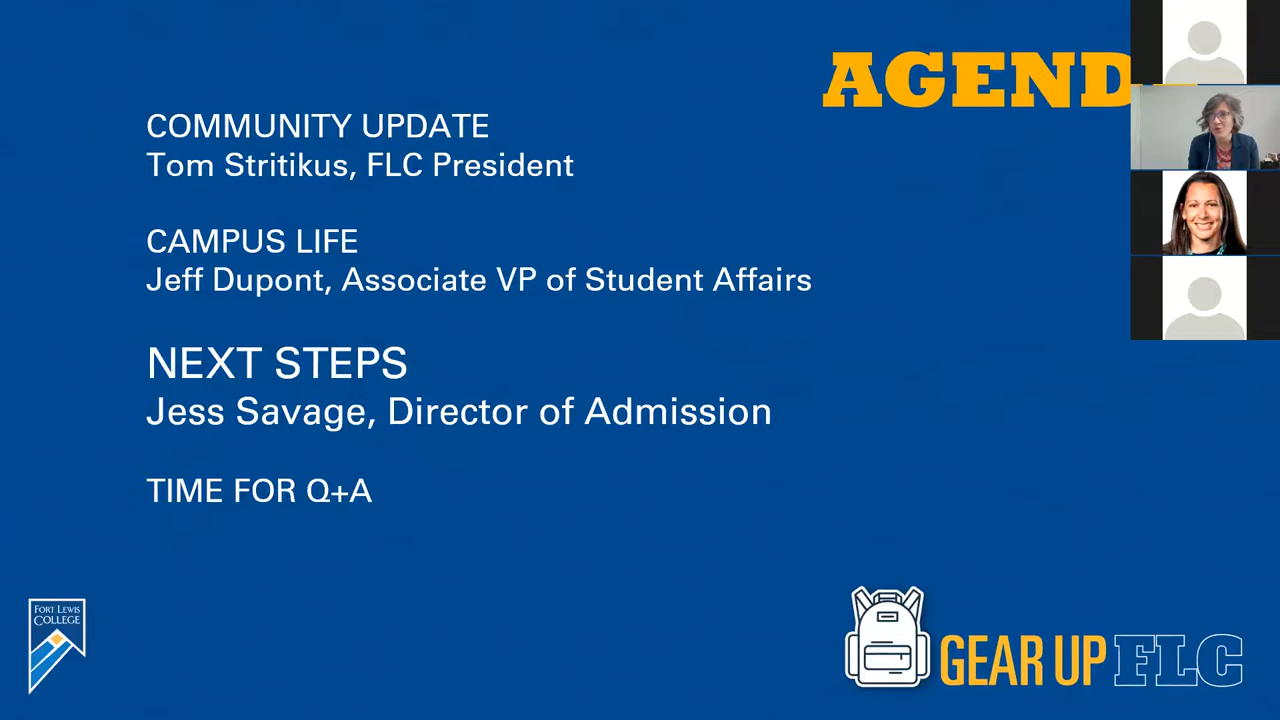 AGEND
COMMUNITY UPDATE
Tom Stritikus, FLC President
CAMPUS LIFE
Jeff Dupont, Associate VP of Student Affairs
NEXT STEPS
Jess Savage, Director of Admission
TIME FOR Q+A
FORT LEWIS
COLLEGE
GEAR UP FLC